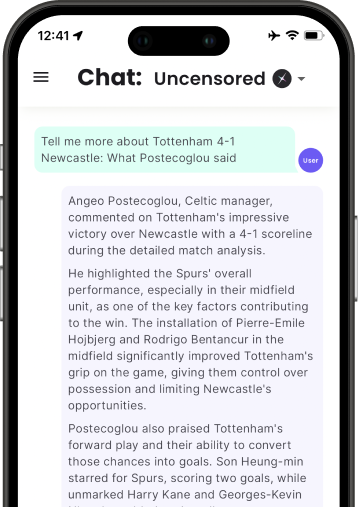 12:41
Chat: Uncensored
Tell me more about Tottenham 4-1
Newcastle: What Postecoglou said
User
Angeo Postecoglou, Celtic manager,
commented on Tottenham's impressive
victory over Newcastle with a 4-1 scoreline
during the detailed match analysis.
He highlighted the Spurs' overall
performance, especially in their midfield
unit, as one of the key factors contributing
to the win. The installation of Pierre-Emile
Hojbjerg and Rodrigo Bentancur in the
midfield significantly improved Tottenham's
grip on the game, giving them control over
possession and limiting Newcastle's
opportunities.
Postecoglou also praised Tottenham's
forward play and their ability to convert
those chances into goals. Son Heung-min
starred for Spurs, scoring two goals, while
unmarked Harry Kane and Georges-Kevin